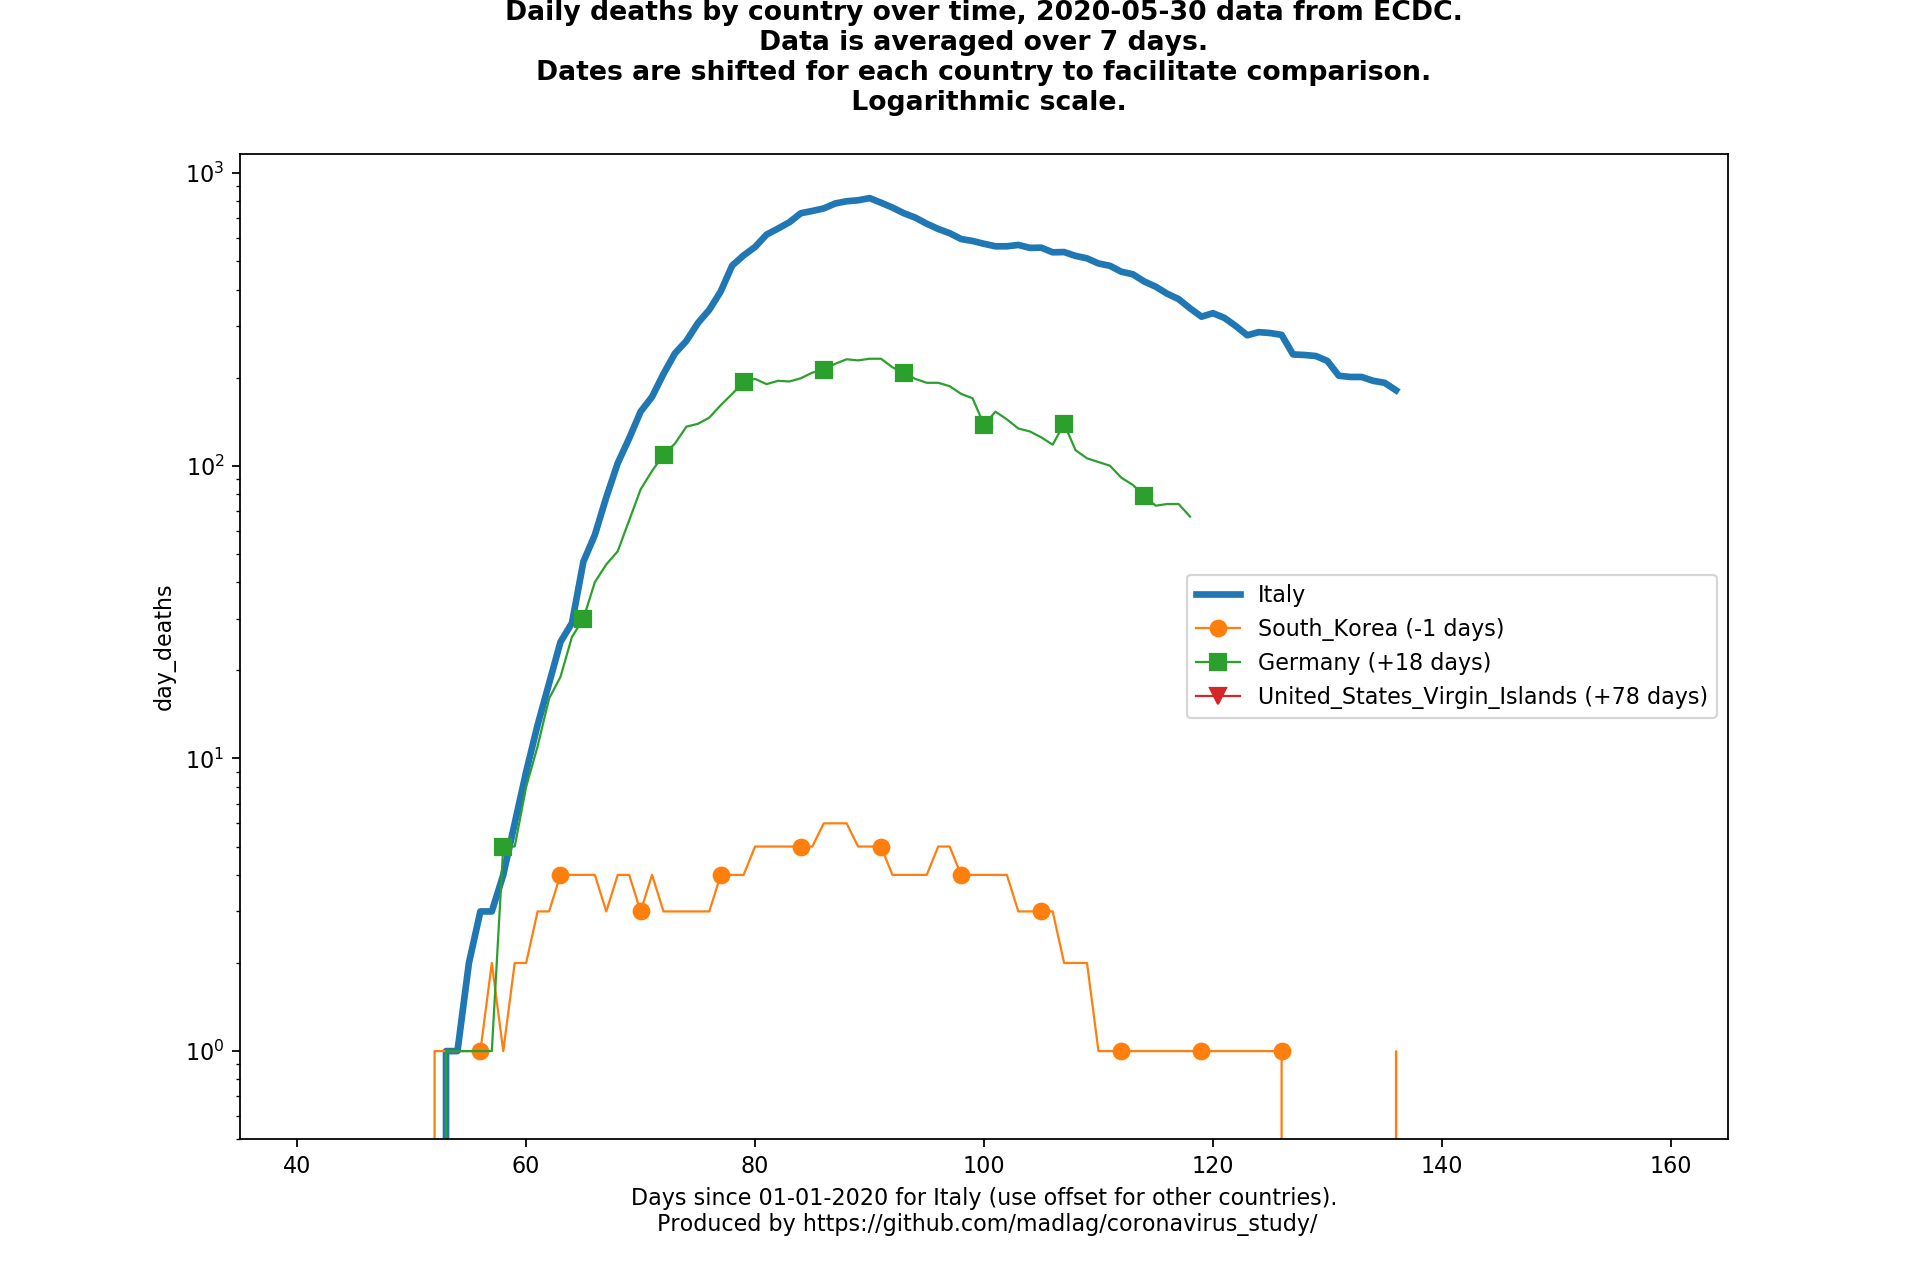 Daily deaths by country over time, 2020-05-30 data from ECDC.
Data is averaged over 7 days.
Dates are shifted for each country to facilitate comparison.
Logarithmic scale.
10³
10²
10¹
10⁰
day_deaths
Italy
South_Korea (-1 days)
Germany (+18 days)
United_States_Virgin_Islands (+78 days)
40 60 80 100 120 140 160
Days since 01-01-2020 for Italy (use offset for other countries).
Produced by https://github.com/madlag/coronavirus_study/